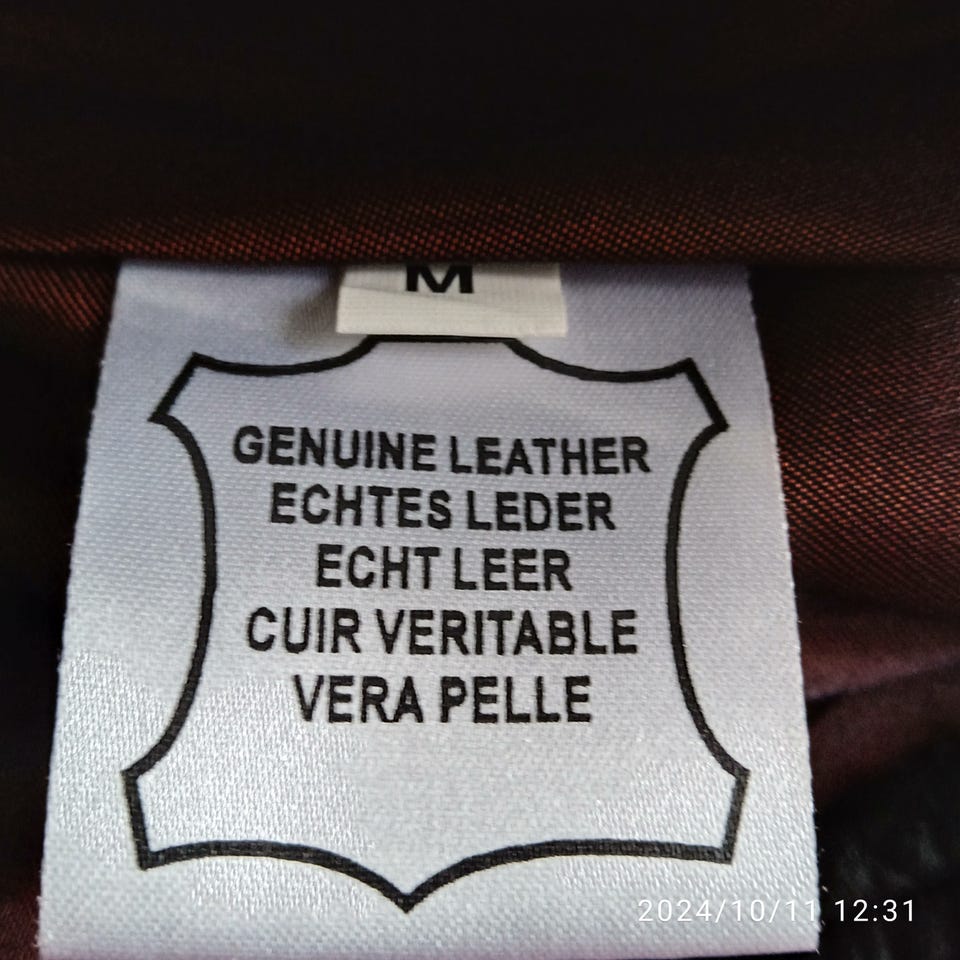 M
GENUINE LEATHER
ECHTES LEDER
ECHT LEER
CUIR VERITABLE
VERA PELLE
2024/10/11 12:31